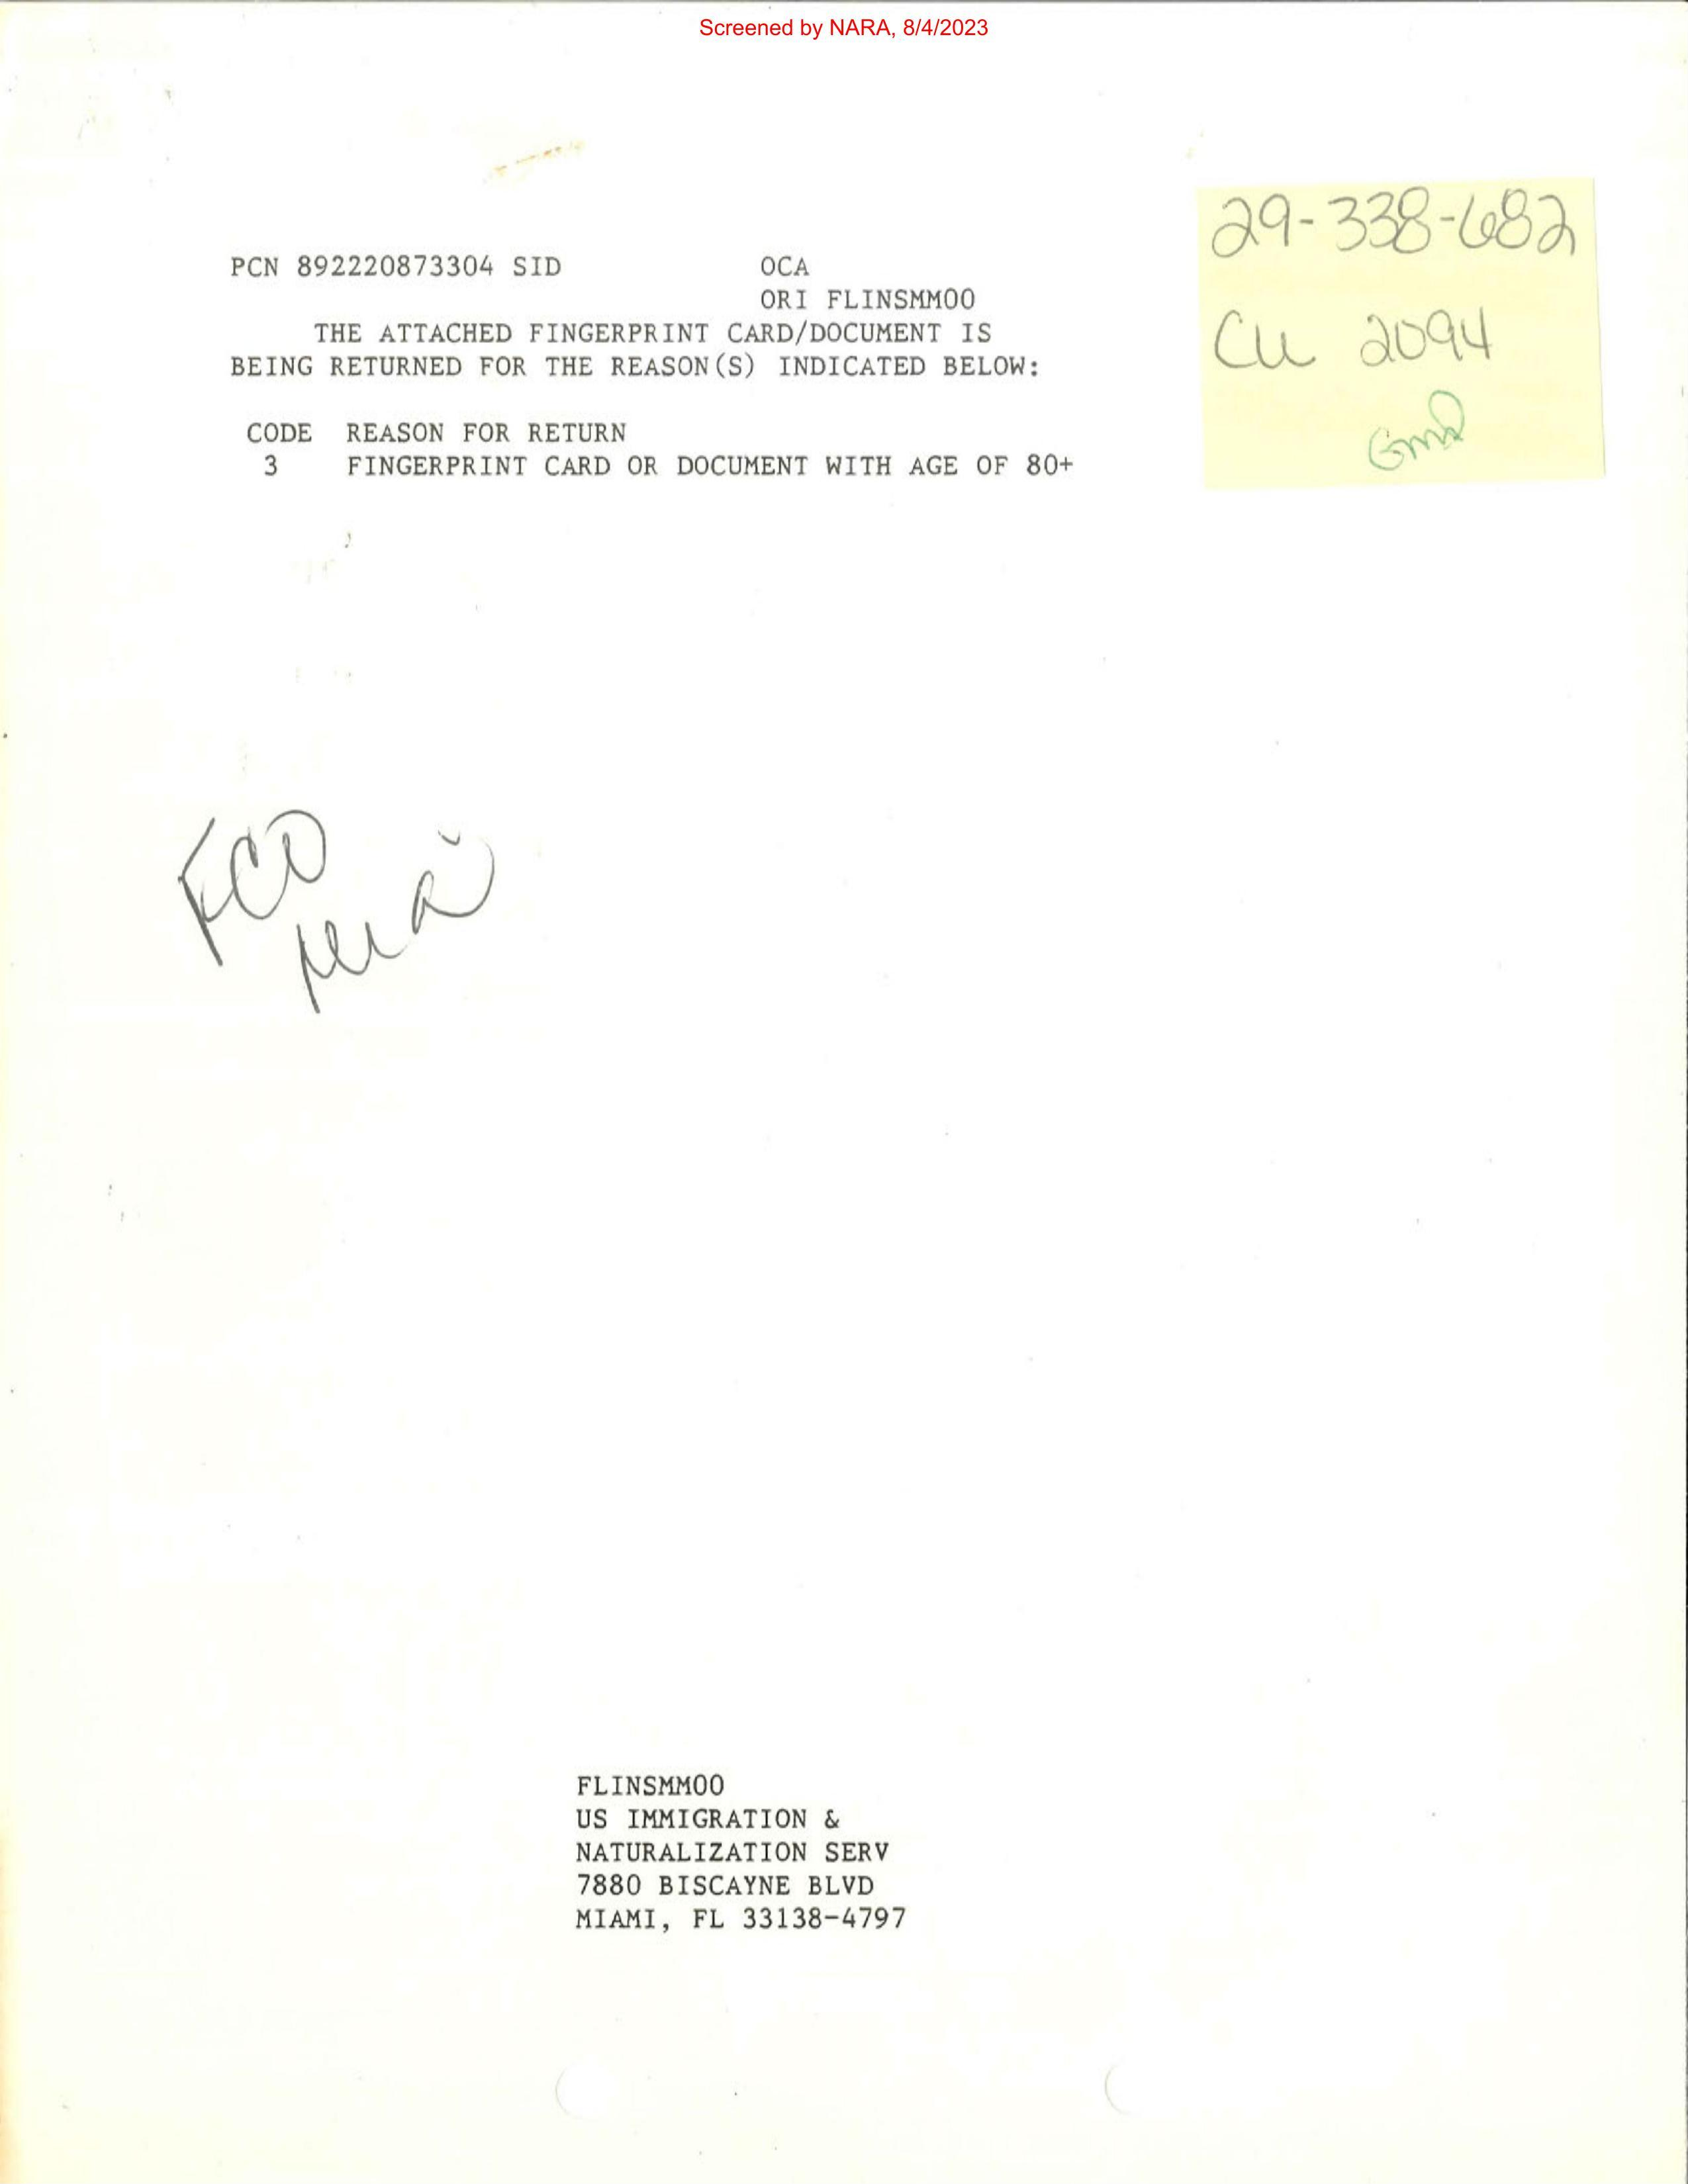 Screened by NARA, 8/4/2023
29-338-682
PCN 892220873304 SID OCA
ORI FLINSMM00
THE ATTACHED FINGERPRINT CARD/DOCUMENT IS
BEING RETURNED FOR THE REASON(S) INDICATED BELOW:
Cu 2094
CODE REASON FOR RETURN
3 FINGERPRINT CARD OR DOCUMENT WITH AGE OF 80+
FCO
FLINSMM00
US IMMIGRATION &
NATURALIZATION SERV
7880 BISCAYNE BLVD
MIAMI, FL 33138-4797